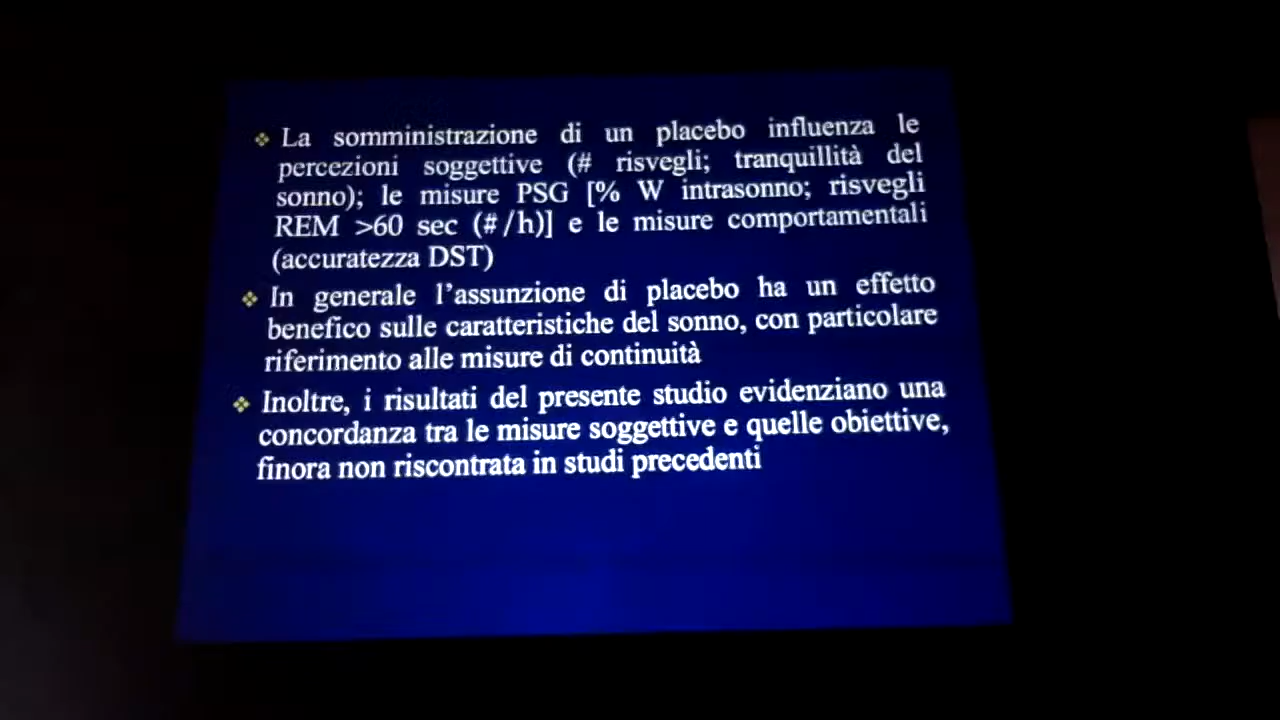 ❖ La somministrazione di un placebo influenza le
percezioni soggettive (# risvegli; tranquillità del
sonno); le misure PSG [% W intrasonno; risvegli
REM >60 sec (#/h)] e le misure comportamentali
(accuratezza DST)
❖ In generale l'assunzione di placebo ha un effetto
benefico sulle caratteristiche del sonno, con particolare
riferimento alle misure di continuità
❖ Inoltre, i risultati del presente studio evidenziano una
concordanza tra le misure soggettive e quelle obiettive,
finora non riscontrata in studi precedenti